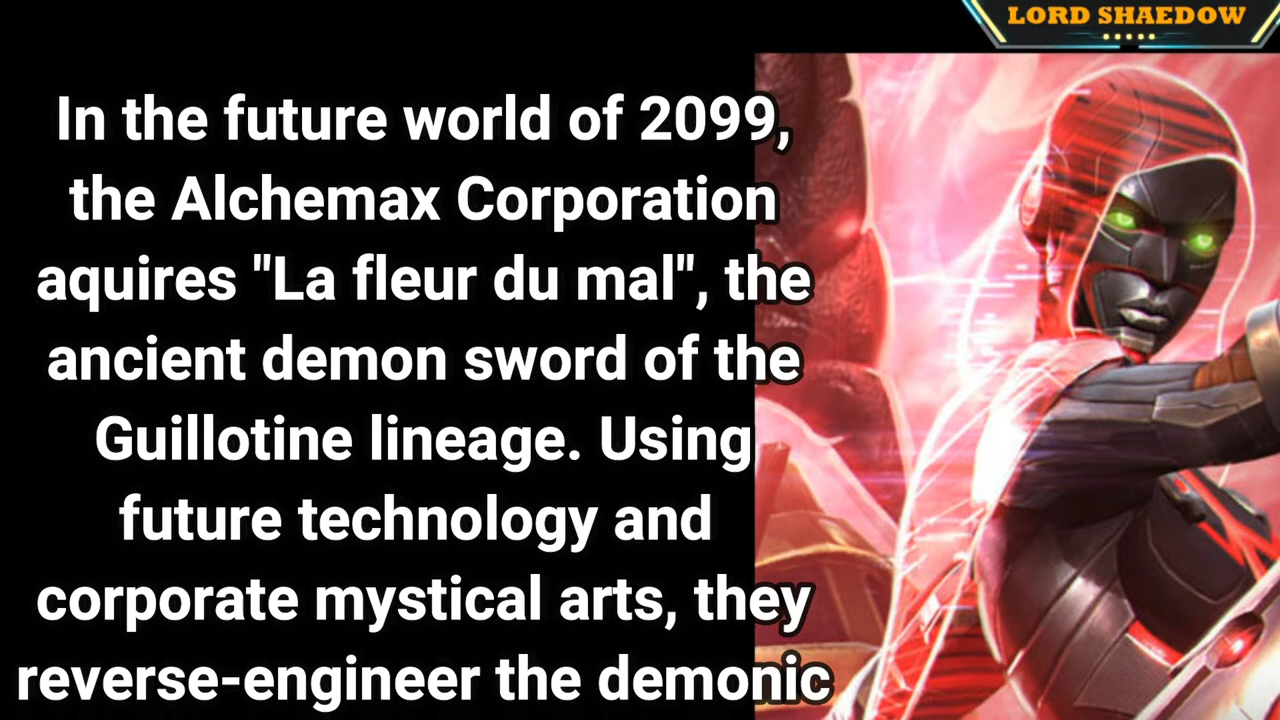 LORD SHAEDOW
In the future world of 2099,
the Alchemax Corporation
aquires "La fleur du mal", the
ancient demon sword of the
Guillotine lineage. Using
future technology and
corporate mystical arts, they
reverse-engineer the demonic